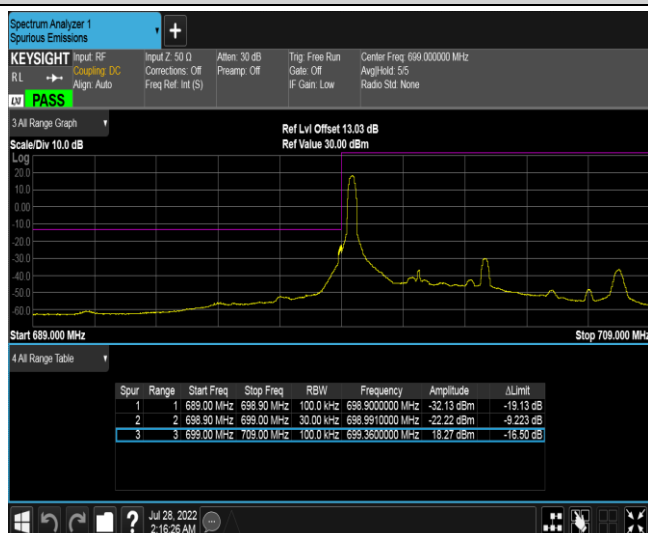 Spectrum Analyzer 1
Spurious Emissions
KEYSIGHT Input: RF Input Z: 50 Ω Atten: 30 dB Trig: Free Run Center Freq: 699.000000 MHz
RL Coupling: DC Corrections: Off Preamp: Off Gate: Off Avg|Hold: 5/5
Align: Auto Freq Ref: Int (S) IF Gain: Low Radio Std: None
LXI PASS
3 All Range Graph
Ref Lvl Offset 13.03 dB
Scale/Div 10.0 dB Ref Value 30.00 dBm
Log
20.0
10.0
0.00
-10.0
-20.0
-30.0
-40.0
-50.0
-60.0
Start 689.000 MHz Stop 709.000 MHz
4 All Range Table
Spur Range Start Freq Stop Freq RBW Frequency Amplitude ΔLimit
1 1 689.00 MHz 698.90 MHz 100.0 kHz 698.9000000 MHz -32.13 dBm -19.13 dB
2 2 698.90 MHz 699.00 MHz 30.00 kHz 698.9910000 MHz -22.22 dBm -9.223 dB
3 3 699.00 MHz 709.00 MHz 100.0 kHz 699.3600000 MHz 18.27 dBm -16.50 dB
? Jul 28, 2022
2:16:26 AM